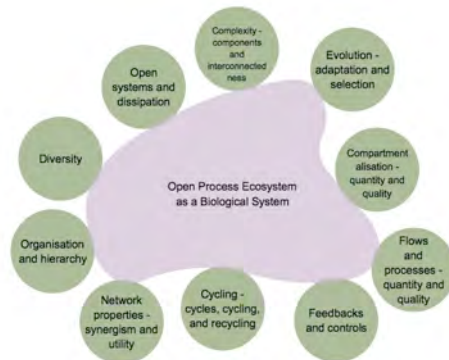 Complexity -
components
and
interconnected
ness
Evolution -
adaptation and
selection
Open
systems and
dissipation
Compartment
alisation -
quantity and
quality
Diversity
Open Process Ecosystem
as a Biological System
Organisation
and hierarchy
Flows
and
processes -
quantity and
quality
Network
properties -
synergism and
utility
Cycling -
cycles, cycling,
and recycling
Feedbacks
and controls